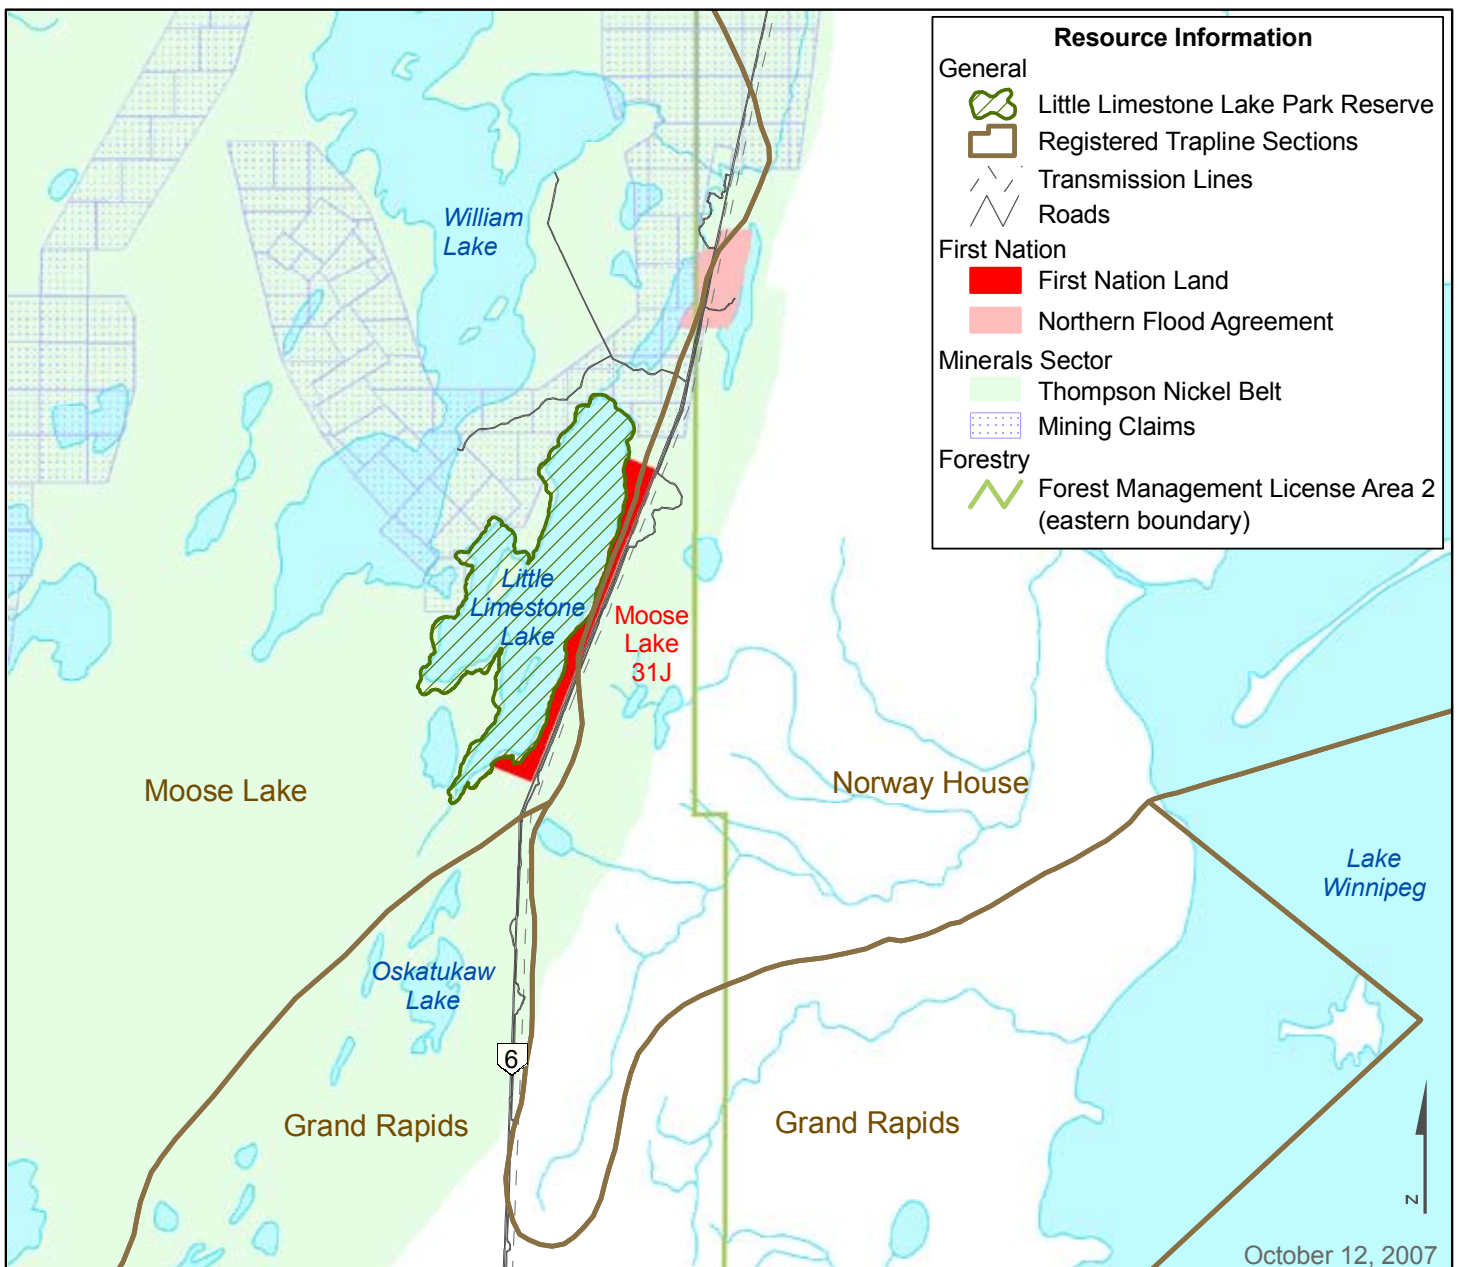 Resource Information
General
Little Limestone Lake Park Reserve
Registered Trapline Sections
Transmission Lines
Roads
First Nation
First Nation Land
Northern Flood Agreement
Minerals Sector
Thompson Nickel Belt
Mining Claims
Forestry
Forest Management License Area 2
(eastern boundary)
William
Lake
Little
Limestone
Lake
Moose
Lake
31J
Moose Lake
Norway House
Lake
Winnipeg
Oskatukaw
Lake
6
Grand Rapids
Grand Rapids
N
October 12, 2007